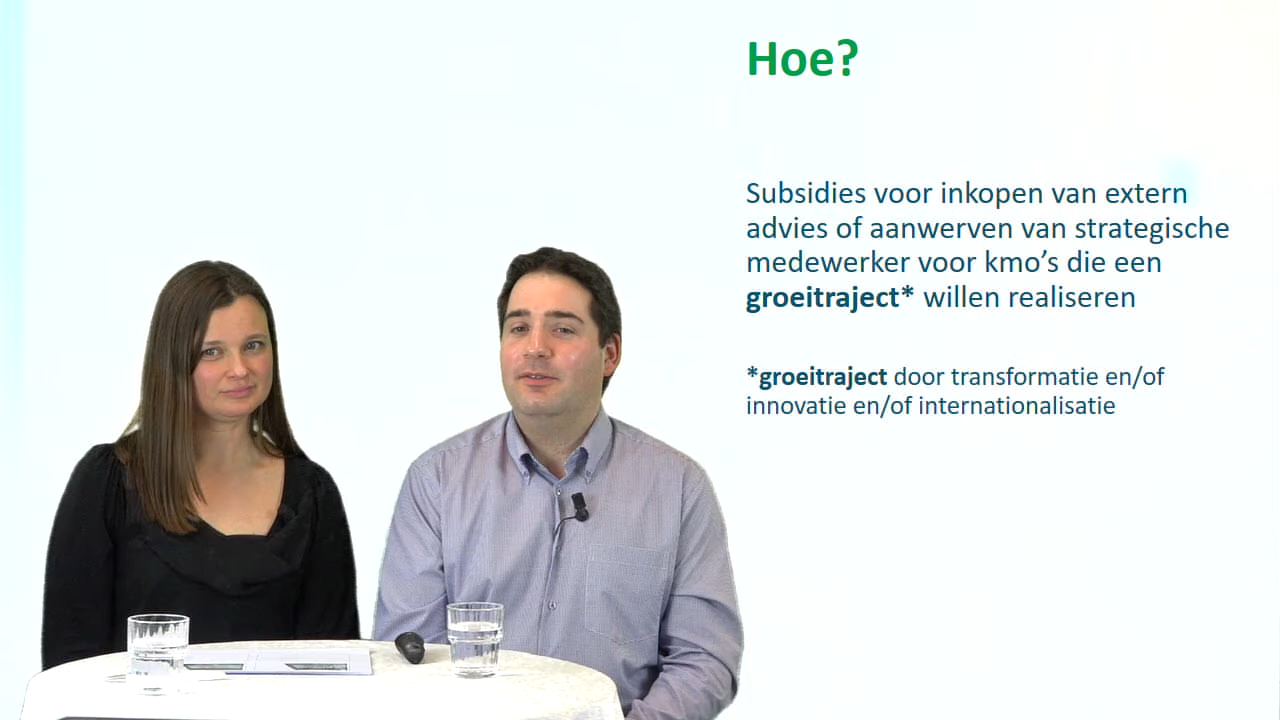 Hoe?
Subsidies voor inkopen van extern
advies of aanwerven van strategische
medewerker voor kmo’s die een
groeitraject* willen realiseren
*groeitraject door transformatie en/of
innovatie en/of internationalisatie